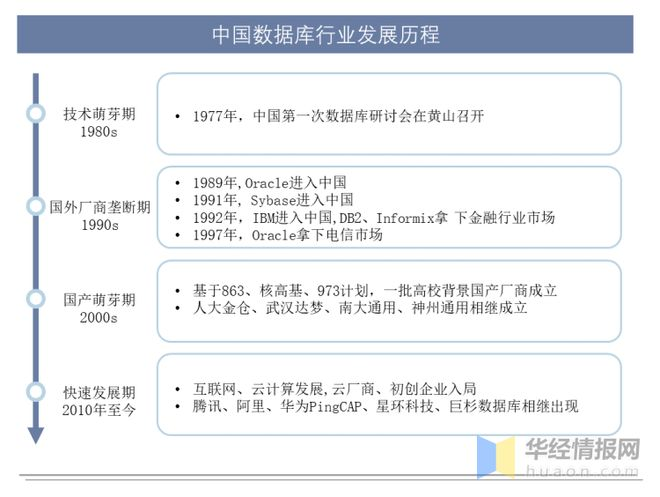 中国数据库行业发展历程
技术萌芽期
1980s
• 1977年，中国第一次数据库研讨会在黄山召开
国外厂商垄断期
1990s
• 1989年,Oracle进入中国
• 1991年, Sybase进入中国
• 1992年，IBM进入中国,DB2、Informix拿 下金融行业市场
• 1997年，Oracle拿下电信市场
国产萌芽期
2000s
• 基于863、核高基、973计划，一批高校背景国产厂商成立
• 人大金仓、武汉达梦、南大通用、神州通用相继成立
快速发展期
2010年至今
• 互联网、云计算发展,云厂商、初创企业入局
• 腾讯、阿里、华为PingCAP、星环科技、巨杉数据库相继出现
华经情报网
huaon.com